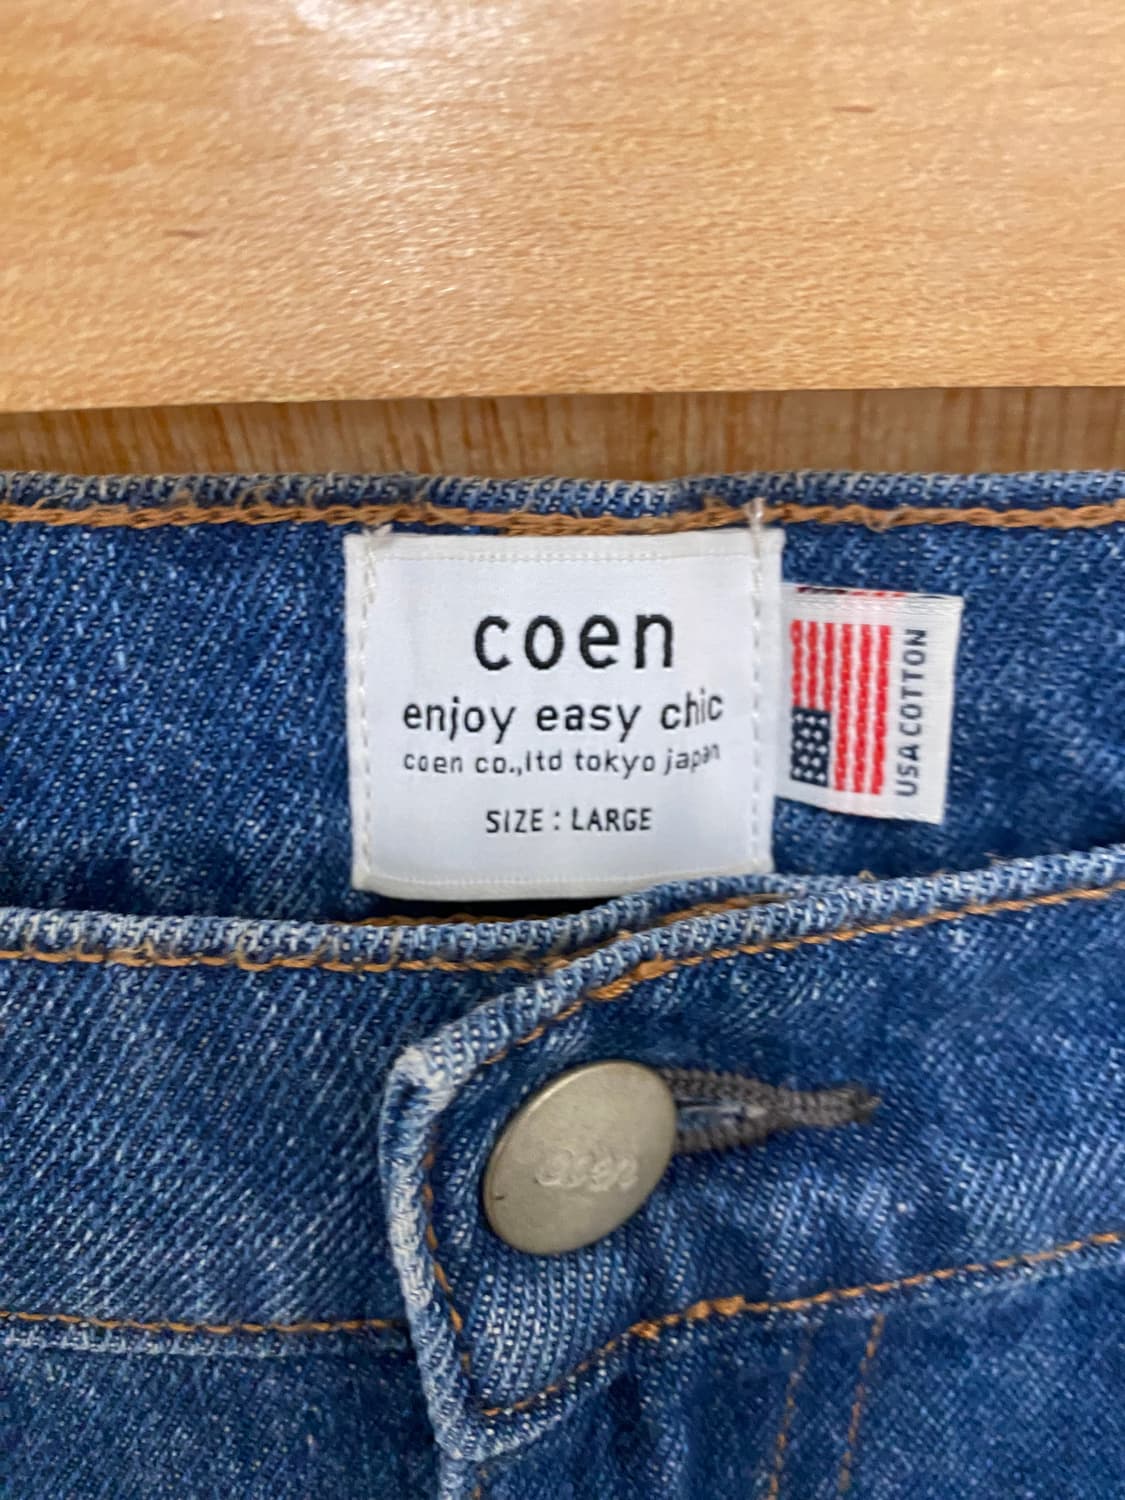 coen
enjoy easy chic
coen co.,ltd tokyo japan
SIZE : LARGE
USA COTTON
coen